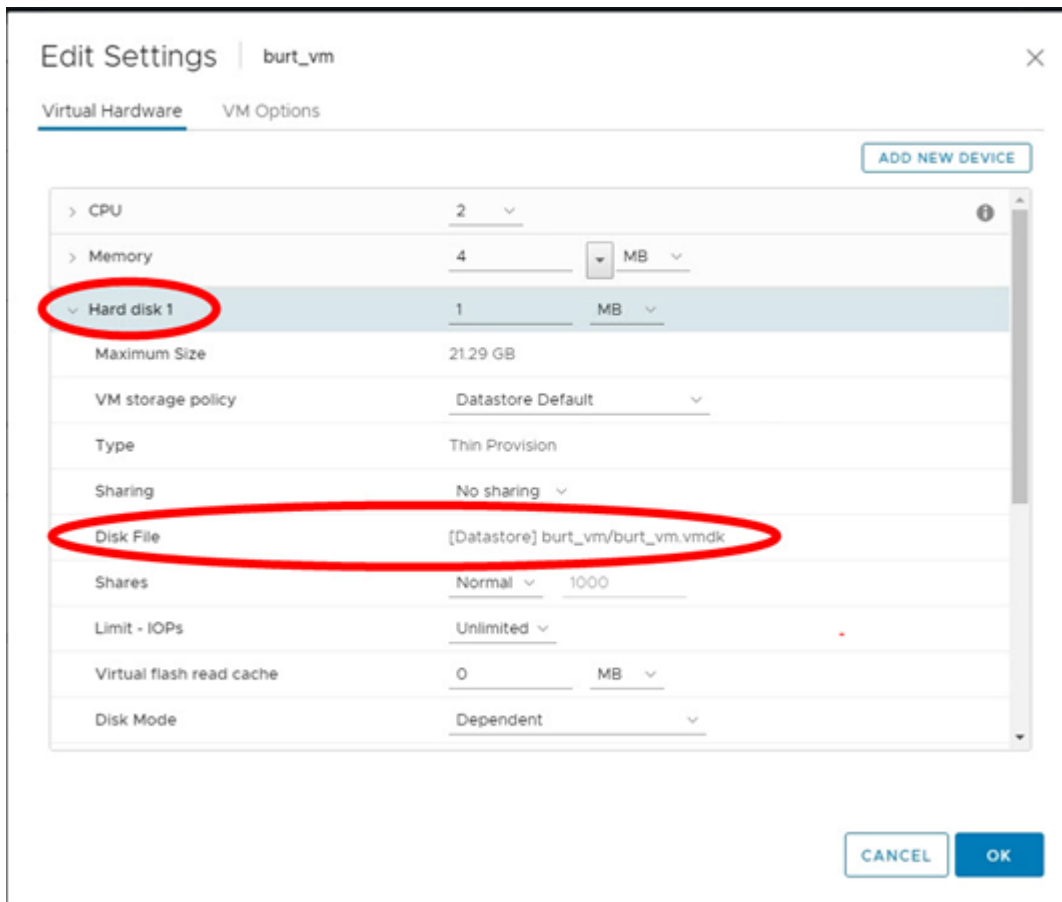 Edit Settings burt_vm
Virtual Hardware VM Options
ADD NEW DEVICE
CPU 2
Memory 4 MB
Hard disk 1 1 MB
Maximum Size 21.29 GB
VM storage policy Datastore Default
Type Thin Provision
Sharing No sharing
Disk File [Datastore] burt_vm/burt_vm.vmdk
Shares Normal 1000
Limit - IOPs Unlimited
Virtual flash read cache 0 MB
Disk Mode Dependent
CANCEL OK